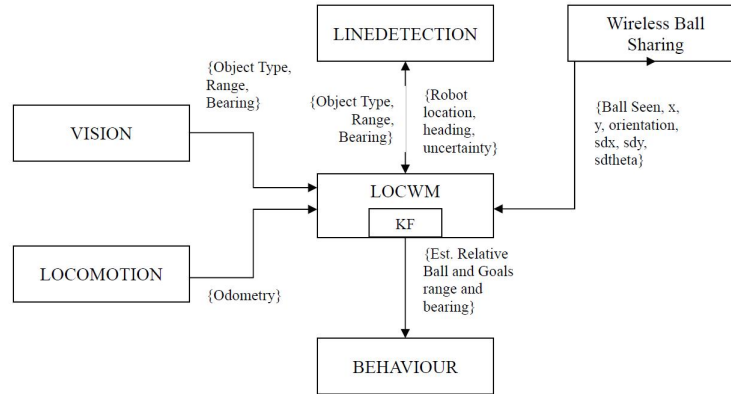 LINEDETECTION
Wireless Ball
Sharing
{Object Type,
Range,
Bearing}
VISION
{Object Type,
Range,
Bearing}
{Robot
location,
heading,
uncertainty}
{Ball Seen, x,
y, orientation,
sdx, sdy,
sdtheta}
LOCWM
KF
LOCOMOTION
{Odometry}
{Est. Relative
Ball and Goals
range and
bearing}
BEHAVIOUR